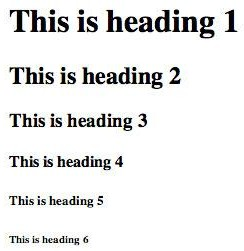 This is heading 1
This is heading 2
This is heading 3
This is heading 4
This is heading 5
This is heading 6